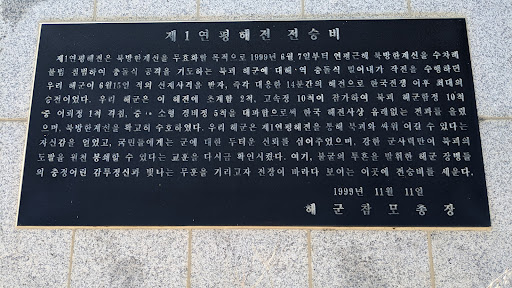 제1연평해전 전승비
제1연평해전은 북방한계선을 무효화할 목적으로 1999년 6월 7일부터 연평근해 북방한계선을 수차례
불법 침범하여 충돌식 공격을 기도하는 북괴 해군에 대해 역 충돌식 밀어내기 작전을 수행하면
우리 해군이 6월15일 적의 선제사격을 받자, 즉각 대응한 14분간의 해전으로 한국전쟁 이후 최대의
승전이었다. 우리 해군은 이 해전에 초계함 2척, 고속정 10척이 참가하여 북괴 해군함정 10척
중 어뢰정 1척 격침, 중·소형 경비정 5척을 대파함으로써 한국 해전사상 유례없는 전과를 올렸
으며, 북방한계선을 확고히 수호하였다. 우리 해군은 제1연평해전을 통해 북괴와 싸워 이길 수 있다는
자신감을 얻었고, 국민들에게는 군에 대한 두터운 신뢰를 심어주었으며, 강한 군사력만이 북괴의
도발을 원천 봉쇄할 수 있다는 교훈을 다시금 확인시켰다. 여기, 불굴의 투혼을 발휘한 해군 장병들
의 충정어린 감투정신과 빛나는 무훈을 기리고자 전장이 바라다 보이는 이곳에 전승비를 세운다.
1999년 11월 11일
해군참모총장